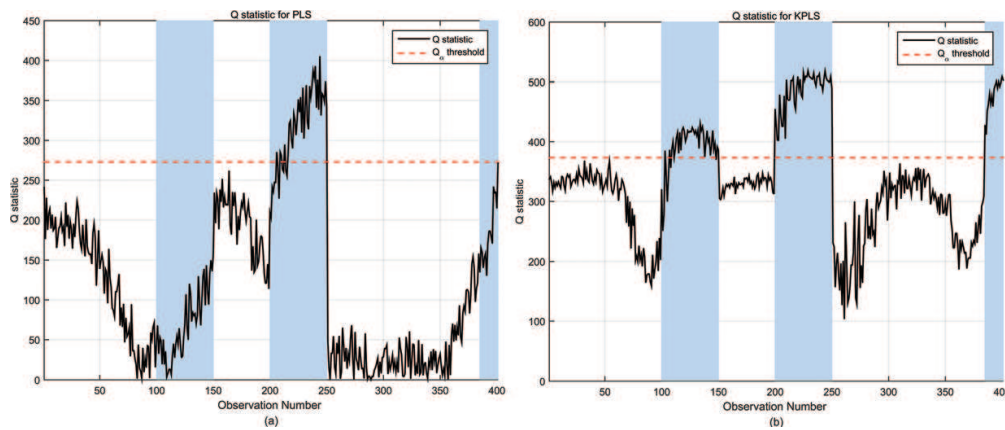 Q statistic for PLS
Q statistic
Qα threshold
450
400
350
300
250
200
150
100
50
0
Q statistic
50
100
150
200
250
300
350
400
Observation Number
(a)
Q statistic for KPLS
Q statistic
Qα threshold
600
500
400
300
200
100
0
Q statistic
50
100
150
200
250
300
350
400
Observation Number
(b)